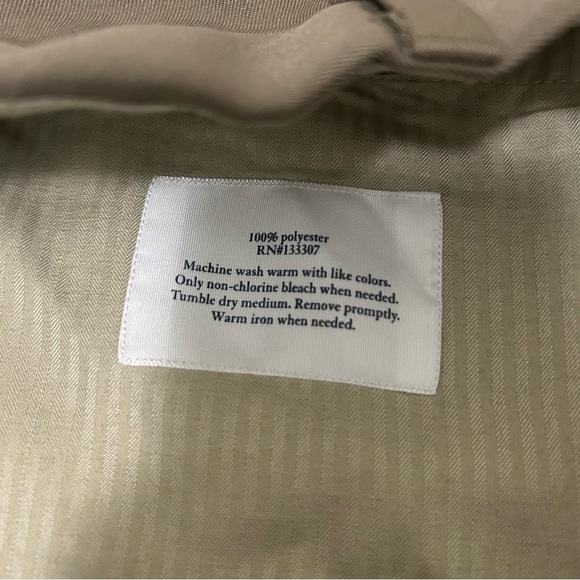 100% polyester
RN#133307
Machine wash warm with like colors.
Only non-chlorine bleach when needed.
Tumble dry medium. Remove promptly.
Warm iron when needed.